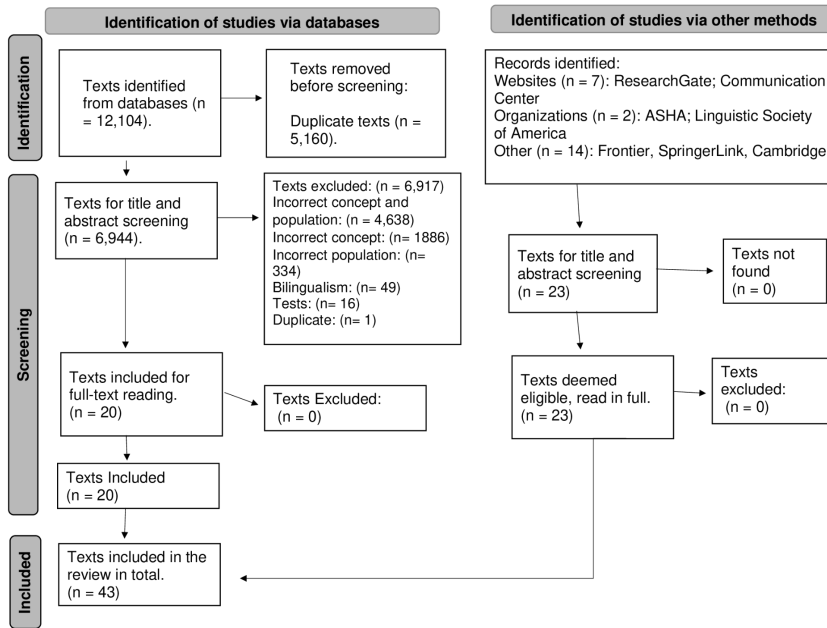 Identification of studies via databases
Identification of studies via other methods
Identification
Texts identified
from databases (n
= 12,104).
Texts removed
before screening:
Duplicate texts (n =
5,160).
Records identified:
Websites (n = 7): ResearchGate; Communication
Center
Organizations (n = 2): ASHA; Linguistic Society
of America
Other (n = 14): Frontier, SpringerLink, Cambridge
Screening
Texts for title and
abstract screening
(n = 6,944).
Texts excluded: (n = 6,917)
Incorrect concept and
population: (n = 4,638)
Incorrect concept: (n= 1886)
Incorrect population: (n=
334)
Bilingualism: (n= 49)
Tests: (n= 16)
Duplicate: (n= 1)
Texts for title and
abstract screening
(n = 23)
Texts not
found
(n = 0)
Texts included for
full-text reading.
(n = 20)
Texts Excluded:
(n = 0)
Texts deemed
eligible, read in full.
(n = 23)
Texts
excluded:
(n = 0)
Texts Included
(n = 20)
Included
Texts included in the
review in total.
(n = 43)